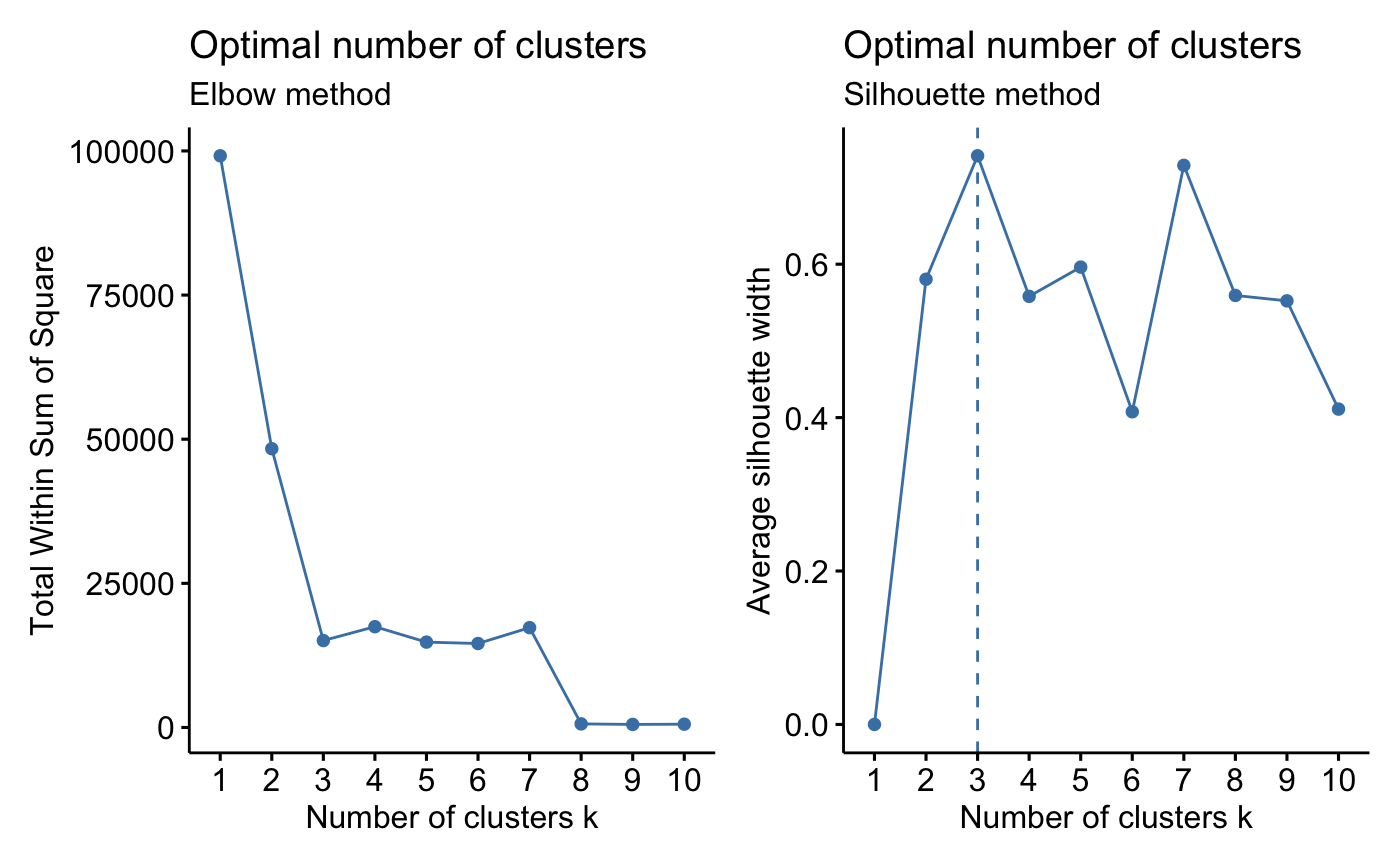 Optimal number of clusters
Elbow method
Total Within Sum of Square
100000
75000
50000
25000
0
1 2 3 4 5 6 7 8 9 10
Number of clusters k
Optimal number of clusters
Silhouette method
Average silhouette width
0.6
0.4
0.2
0.0
1 2 3 4 5 6 7 8 9 10
Number of clusters k